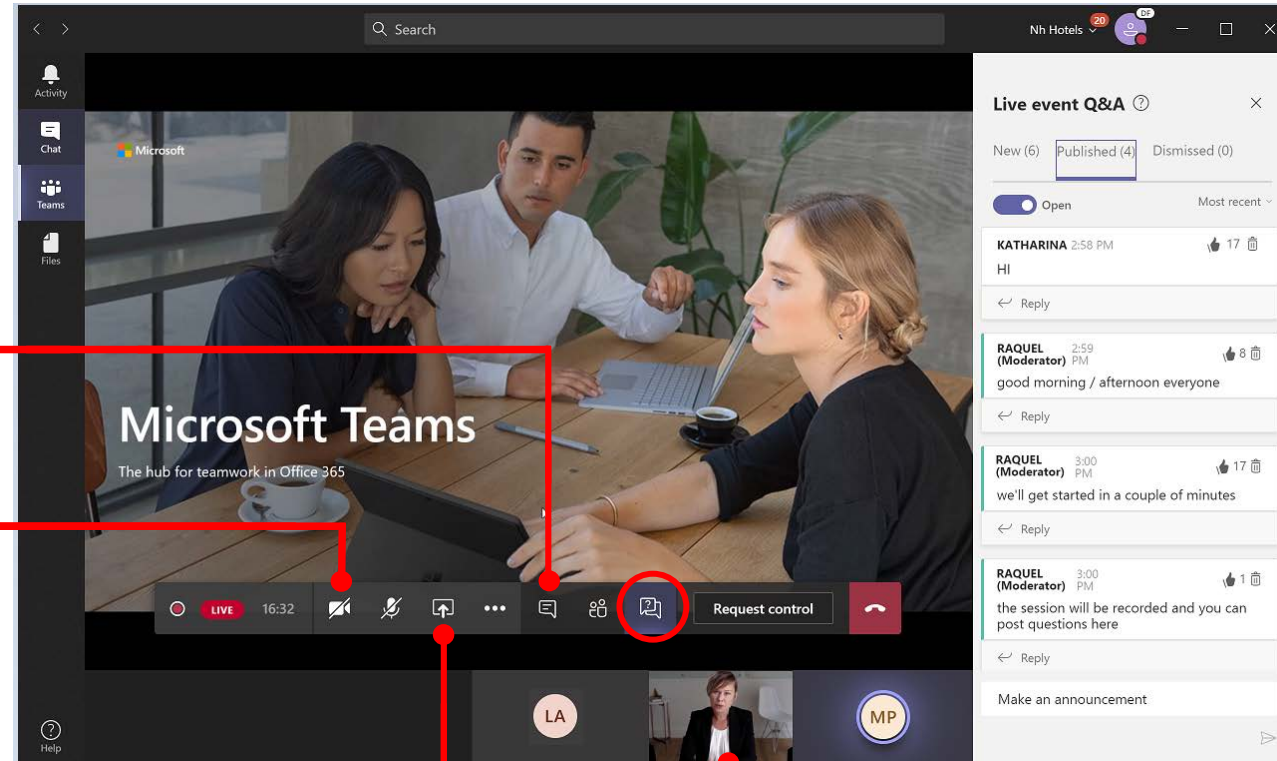 Search
Nh Hotels
20
DF
Activity
Chat
Teams
Files
Help
Microsoft
Microsoft Teams
The hub for teamwork in Office 365
LIVE 16:32
Request control
LA
MP
Live event Q&A
New (6) Published (4) Dismissed (0)
Open Most recent
KATHARINA 2:58 PM 17
HI
Reply
RAQUEL 2:59
(Moderator) PM 8
good morning / afternoon everyone
Reply
RAQUEL 3:00
(Moderator) PM 17
we'll get started in a couple of minutes
Reply
RAQUEL 3:00
(Moderator) PM 1
the session will be recorded and you can
post questions here
Reply
Make an announcement